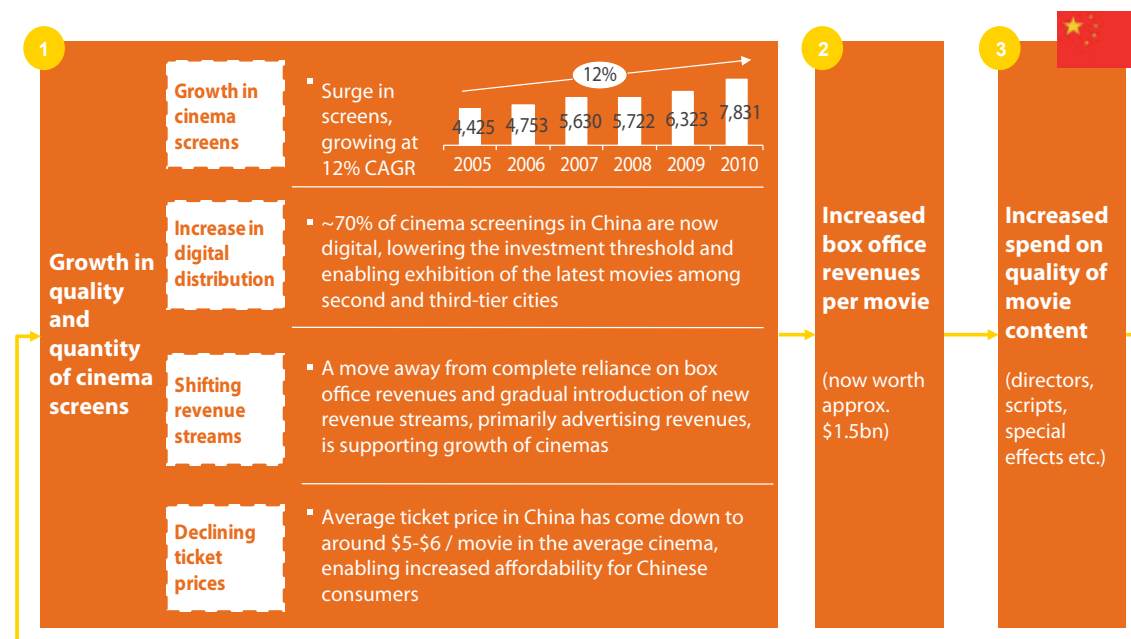 1
2
3
Growth in
quality
and
quantity
of cinema
screens
Growth in
cinema
screens
▪ Surge in
screens,
growing at
12% CAGR
12%
4,425 4,753 5,630 5,722 6,323 7,831
2005 2006 2007 2008 2009 2010
Increase in
digital
distribution
▪ ~70% of cinema screenings in China are now
digital, lowering the investment threshold and
enabling exhibition of the latest movies among
second and third-tier cities
Shifting
revenue
streams
▪ A move away from complete reliance on box
office revenues and gradual introduction of new
revenue streams, primarily advertising revenues,
is supporting growth of cinemas
Declining
ticket
prices
▪ Average ticket price in China has come down to
around $5-$6 / movie in the average cinema,
enabling increased affordability for Chinese
consumers
Increased
box office
revenues
per movie
(now worth
approx.
$1.5bn)
Increased
spend on
quality of
movie
content
(directors,
scripts,
special
effects etc.)